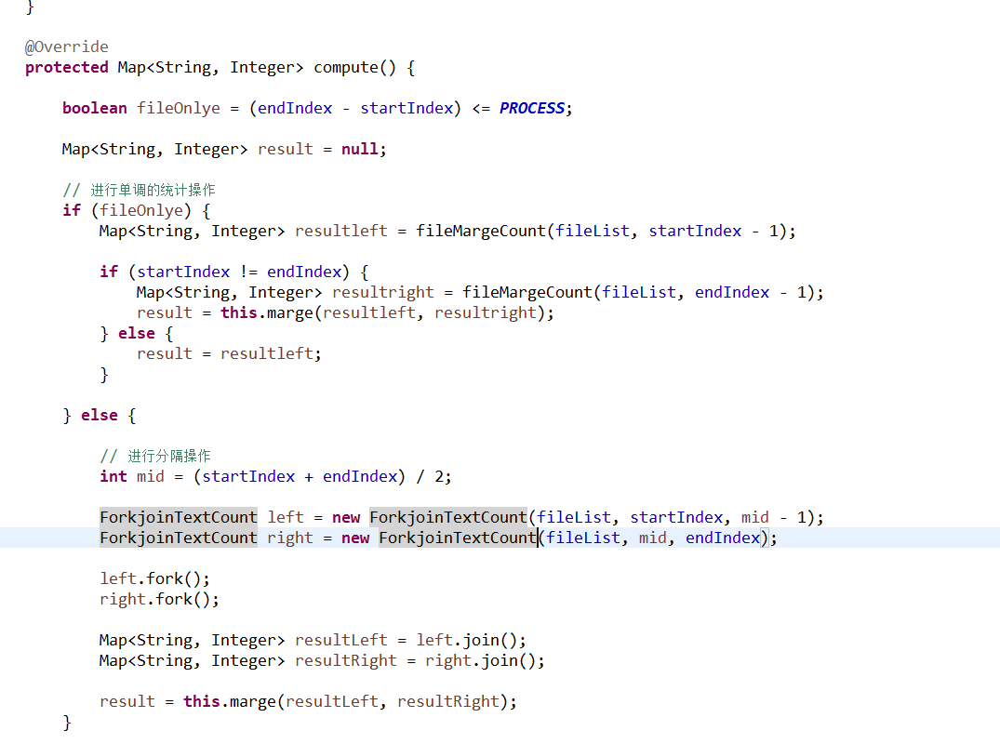 }
@Override
protected Map<String, Integer> compute() {
boolean fileOnlye = (endIndex - startIndex) <= PROCESS;
Map<String, Integer> result = null;
// 进行单调的统计操作
if (fileOnlye) {
Map<String, Integer> resultleft = fileMargeCount(fileList, startIndex - 1);
if (startIndex != endIndex) {
Map<String, Integer> resultright = fileMargeCount(fileList, endIndex - 1);
result = this.marge(resultleft, resultright);
} else {
result = resultleft;
}
} else {
// 进行分隔操作
int mid = (startIndex + endIndex) / 2;
ForkjoinTextCount left = new ForkjoinTextCount(fileList, startIndex, mid - 1);
ForkjoinTextCount right = new ForkjoinTextCount(fileList, mid, endIndex);
left.fork();
right.fork();
Map<String, Integer> resultLeft = left.join();
Map<String, Integer> resultRight = right.join();
result = this.marge(resultLeft, resultRight);
}